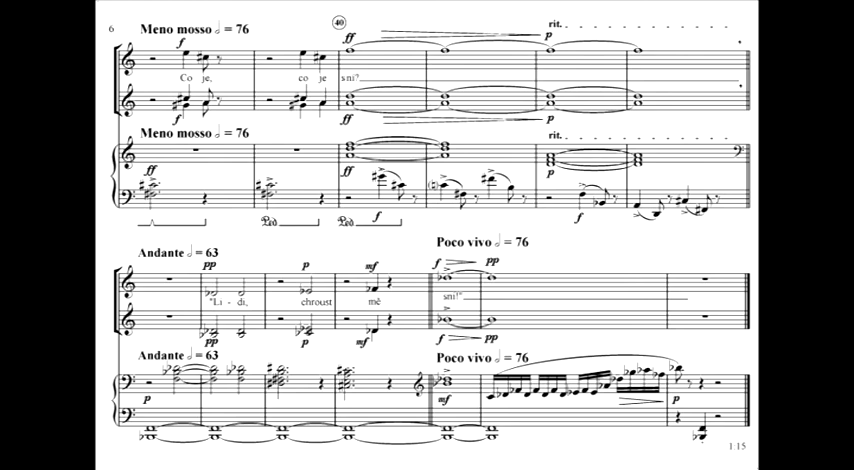 6 Meno mosso 𝅗𝅥 = 76 40 rit.
f ff p
Co je, co je sni?
f ff p
Meno mosso 𝅗𝅥 = 76 rit.
ff ff p
f f
Ped Ped
Andante 𝅗𝅥 = 63 Poco vivo 𝅗𝅥 = 76
pp p mf f pp
"Li - di, chroust mě sni!"
pp p mf f pp
Andante 𝅗𝅥 = 63 Poco vivo 𝅗𝅥 = 76
p mf
1:15